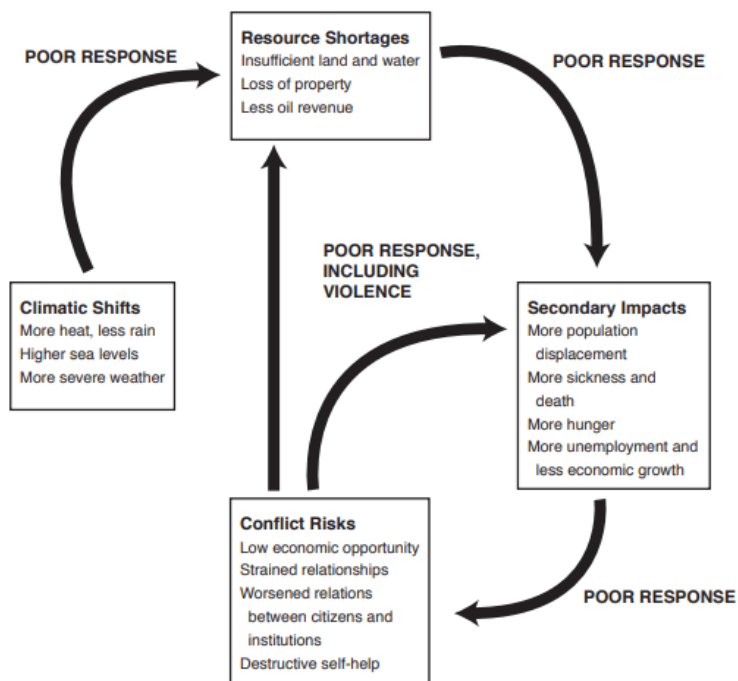 POOR RESPONSE
Resource Shortages
Insufficient land and water
Loss of property
Less oil revenue
POOR RESPONSE
POOR RESPONSE,
INCLUDING
VIOLENCE
Climatic Shifts
More heat, less rain
Higher sea levels
More severe weather
Secondary Impacts
More population
displacement
More sickness and
death
More hunger
More unemployment and
less economic growth
Conflict Risks
Low economic opportunity
Strained relationships
Worsened relations
between citizens and
institutions
Destructive self-help
POOR RESPONSE